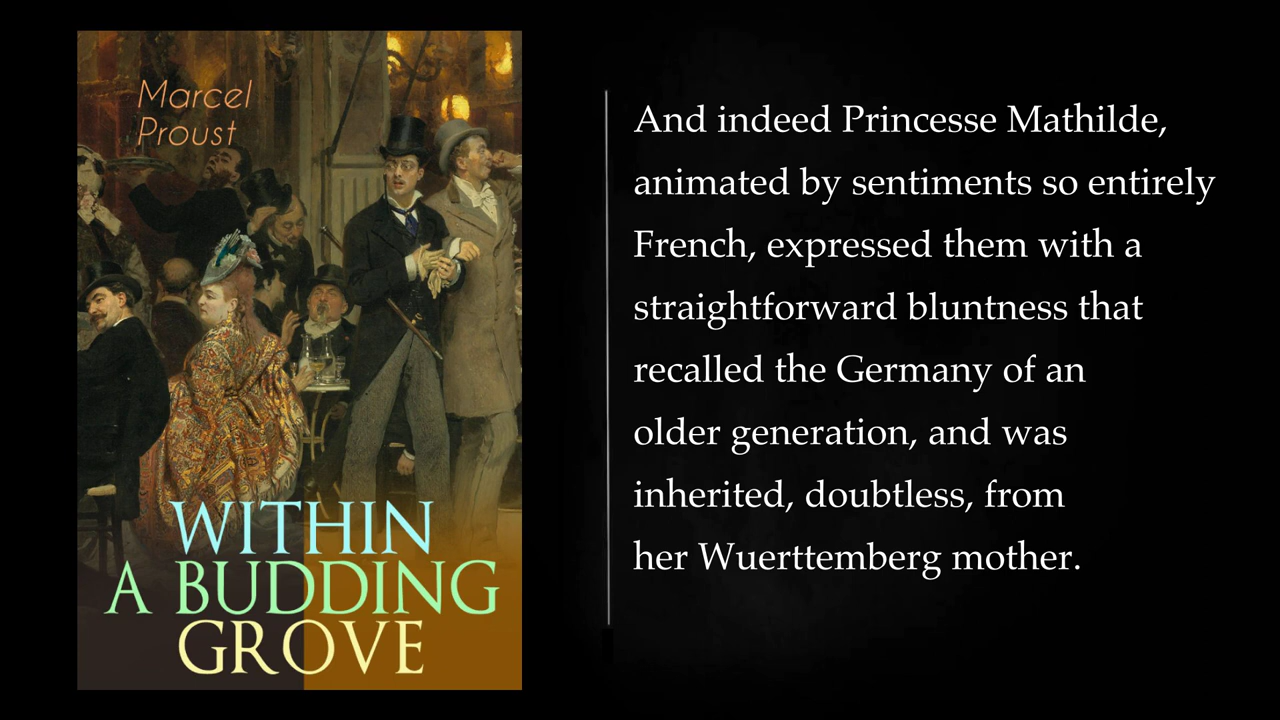 Marcel
Proust
WITHIN
A BUDDING
GROVE
And indeed Princesse Mathilde,
animated by sentiments so entirely
French, expressed them with a
straightforward bluntness that
recalled the Germany of an
older generation, and was
inherited, doubtless, from
her Wuerttemberg mother.